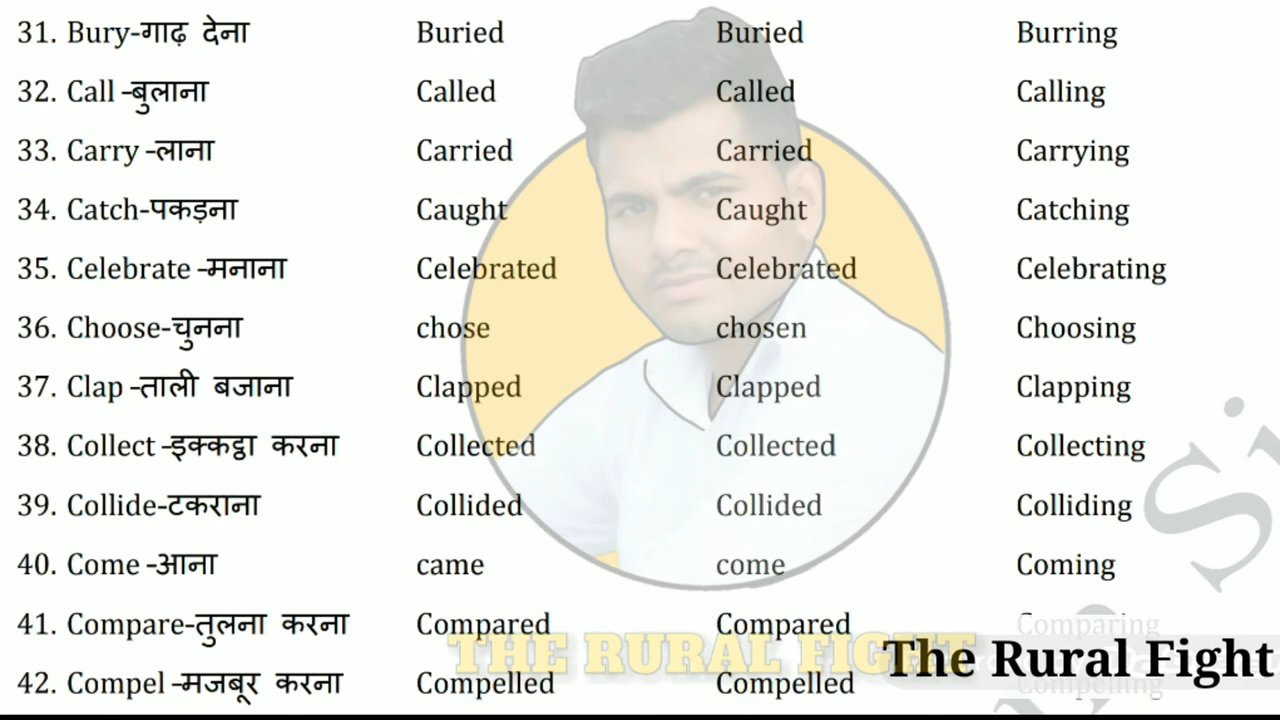 31. Bury-गाढ़ देना Buried Buried Burring
32. Call -बुलाना Called Called Calling
33. Carry -लाना Carried Carried Carrying
34. Catch-पकड़ना Caught Caught Catching
35. Celebrate -मनाना Celebrated Celebrated Celebrating
36. Choose-चुनना chose chosen Choosing
37. Clap -ताली बजाना Clapped Clapped Clapping
38. Collect -इक्कट्ठा करना Collected Collected Collecting
39. Collide-टकराना Collided Collided Colliding
40. Come -आना came come Coming
41. Compare-तुलना करना Compared Compared Comparing
THE RURAL FIGHT
The Rural Fight
42. Compel -मजबूर करना Compelled Compelled Compelling